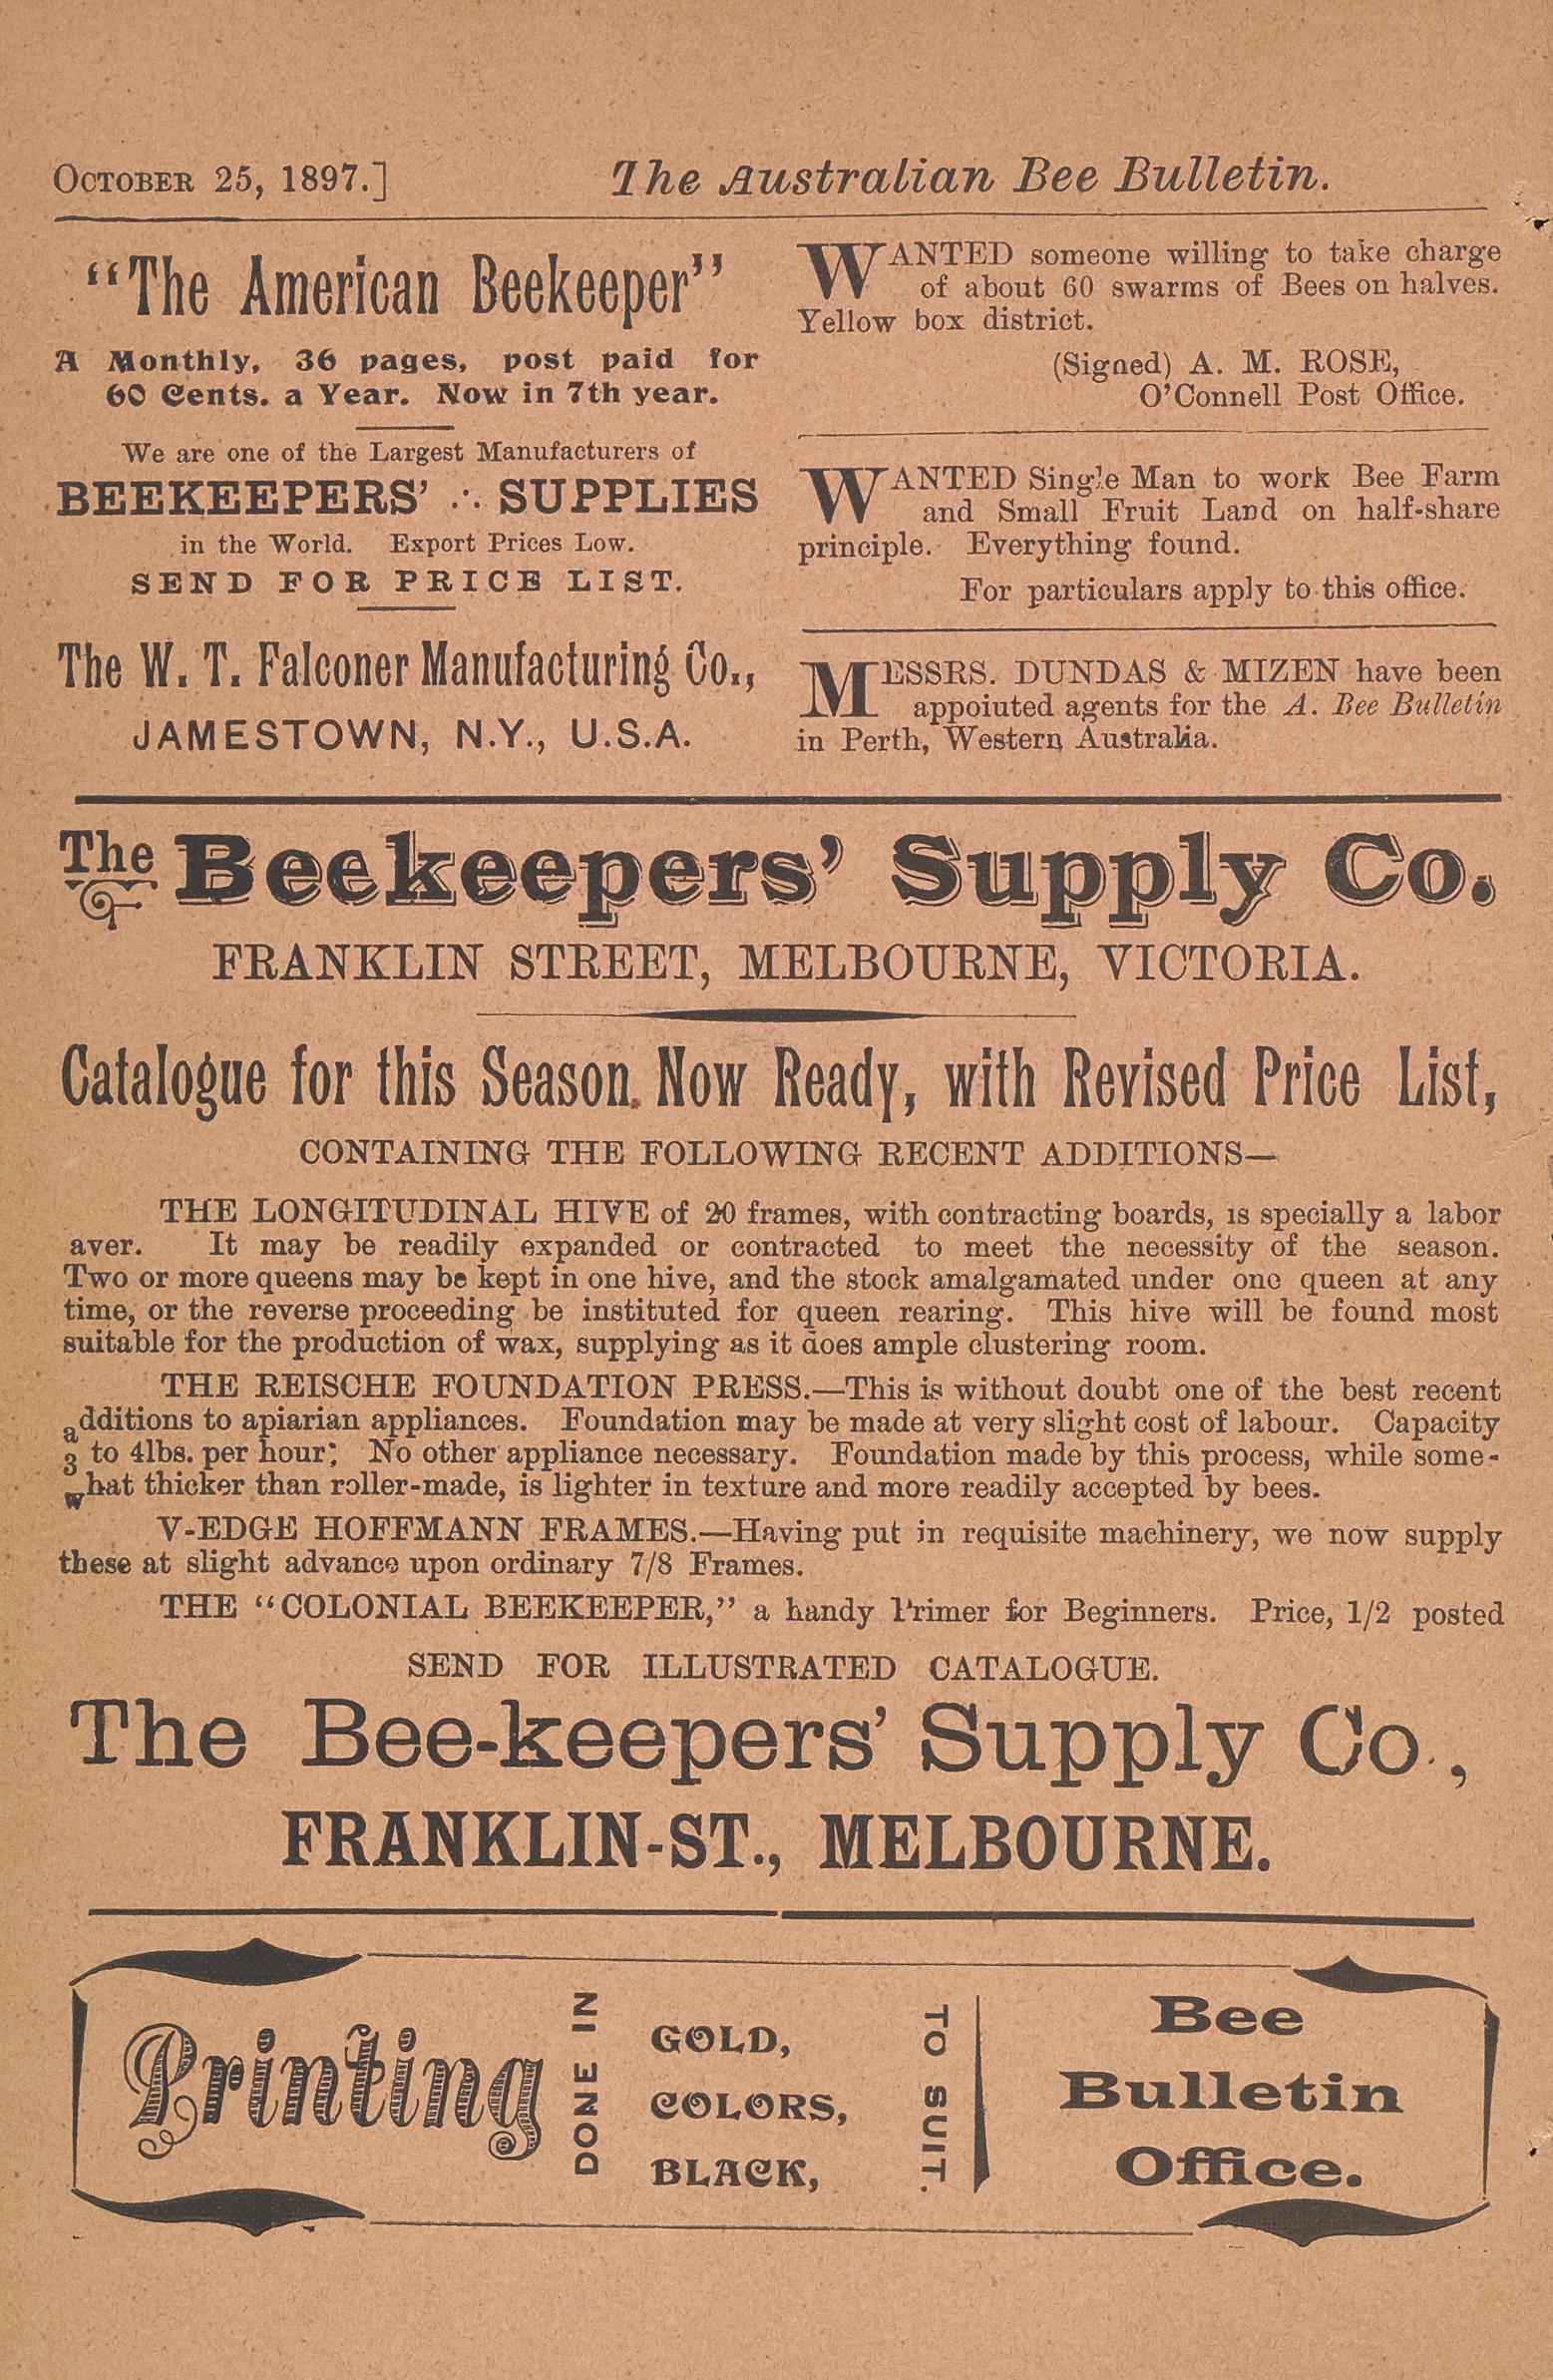 OCTOBER 25, 1897.] The Australian Bee Bulletin.
"The American Beekeeper"
A Monthly, 36 pages, post paid for
60 Cents. a Year. Now in 7th year.
We are one of the Largest Manufacturers of
BEEKEEPERS' ∴ SUPPLIES
in the World. Export Prices Low.
SEND FOR PRICE LIST.
The W. T. Falconer Manufacturing Co.,
JAMESTOWN, N.Y., U.S.A.
WANTED someone willing to take charge
of about 60 swarms of Bees on halves.
Yellow box district.
(Signed) A. M. ROSE,
O'Connell Post Office.
WANTED Single Man to work Bee Farm
and Small Fruit Land on half-share
principle. Everything found.
For particulars apply to this office.
MESSRS. DUNDAS & MIZEN have been
appoiuted agents for the A. Bee Bulletin
in Perth, Western Australia.
The Beekeepers' Supply Co.
FRANKLIN STREET, MELBOURNE, VICTORIA.
Catalogue for this Season. Now Ready, with Revised Price List,
CONTAINING THE FOLLOWING RECENT ADDITIONS—
THE LONGITUDINAL HIVE of 20 frames, with contracting boards, is specially a labor
aver. It may be readily expanded or contracted to meet the necessity of the season.
Two or more queens may be kept in one hive, and the stock amalgamated under one queen at any
time, or the reverse proceeding be instituted for queen rearing. This hive will be found most
suitable for the production of wax, supplying as it does ample clustering room.
THE REISCHE FOUNDATION PRESS.—This is without doubt one of the best recent
additions to apiarian appliances. Foundation may be made at very slight cost of labour. Capacity
3 to 4lbs. per hour; No other appliance necessary. Foundation made by this process, while some-
what thicker than roller-made, is lighter in texture and more readily accepted by bees.
V-EDGE HOFFMANN FRAMES.—Having put in requisite machinery, we now supply
these at slight advance upon ordinary 7/8 Frames.
THE "COLONIAL BEEKEEPER," a handy Primer for Beginners. Price, 1/2 posted
SEND FOR ILLUSTRATED CATALOGUE.
The Bee-keepers' Supply Co.,
FRANKLIN-ST., MELBOURNE.
Printing
DONE IN
GOLD,
COLORS,
BLACK,
TO SUIT.
Bee
Bulletin
Office.